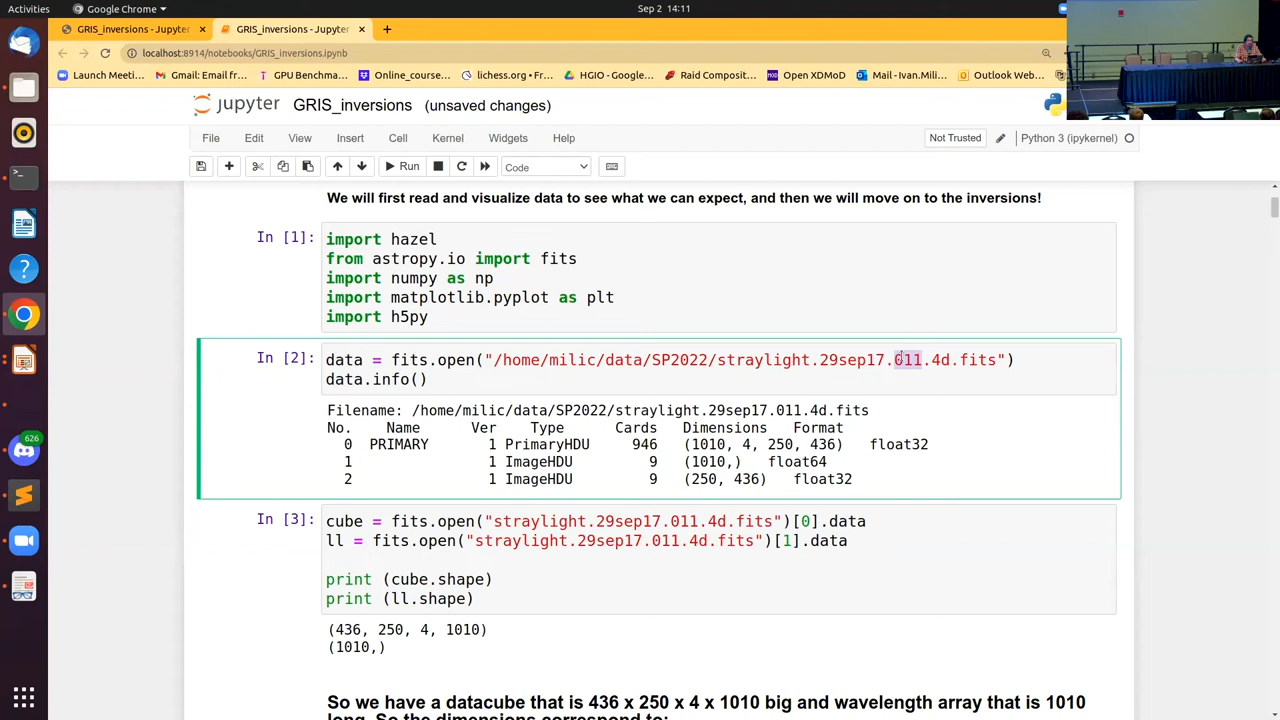 Activities
Google Chrome
Sep 2 14:11
GRIS_inversions - Jupyter
GRIS_inversions - Jupyter
localhost:8914/notebooks/GRIS_inversions.ipynb
Launch Meeti...
Gmail: Email fr...
GPU Benchma...
Online_course...
lichess.org • Fr...
HGIO - Google...
Raid Composit...
MOD
Open XDMoD
Mail - Ivan.Mili...
Outlook Web...
jupyter
GRIS_inversions
(unsaved changes)
File
Edit
View
Insert
Cell
Kernel
Widgets
Help
Not Trusted
Python 3 (ipykernel)
Run
Code
We will first read and visualize data to see what we can expect, and then we will move on to the inversions!
In [1]:
import hazel
from astropy.io import fits
import numpy as np
import matplotlib.pyplot as plt
import h5py
In [2]:
data = fits.open("/home/milic/data/SP2022/straylight.29sep17.011.4d.fits")
data.info()
Filename: /home/milic/data/SP2022/straylight.29sep17.011.4d.fits
No. Name Ver Type Cards Dimensions Format
0 PRIMARY 1 PrimaryHDU 946 (1010, 4, 250, 436) float32
1 1 ImageHDU 9 (1010,) float64
2 1 ImageHDU 9 (250, 436) float32
In [3]:
cube = fits.open("straylight.29sep17.011.4d.fits")[0].data
ll = fits.open("straylight.29sep17.011.4d.fits")[1].data
print (cube.shape)
print (ll.shape)
(436, 250, 4, 1010)
(1010,)
So we have a datacube that is 436 x 250 x 4 x 1010 big and wavelength array that is 1010
long. So the dimensions correspond to:
626